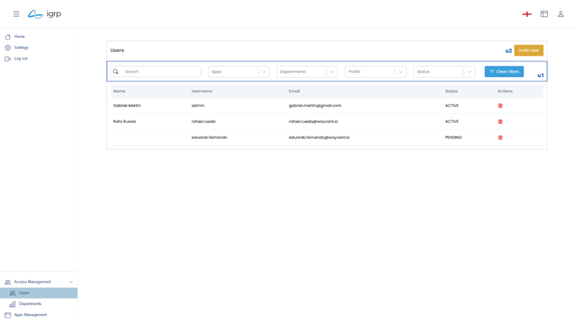 igrp
Home
Settings
Log out
Users
u2
Invite User
Search
Apps
Departments
Profile
Status
Clear Filters
u1
Name Username Email Status Actions
Gabriel Martin admin gabriel.martin@gmail.com ACTIVE
Rafa Rueda rafael.rueda@wayvant.io ACTIVE
eduardo.fernando eduardo.fernando@wayvant.io PENDING
Access Management
Users
Departments
Apps Management